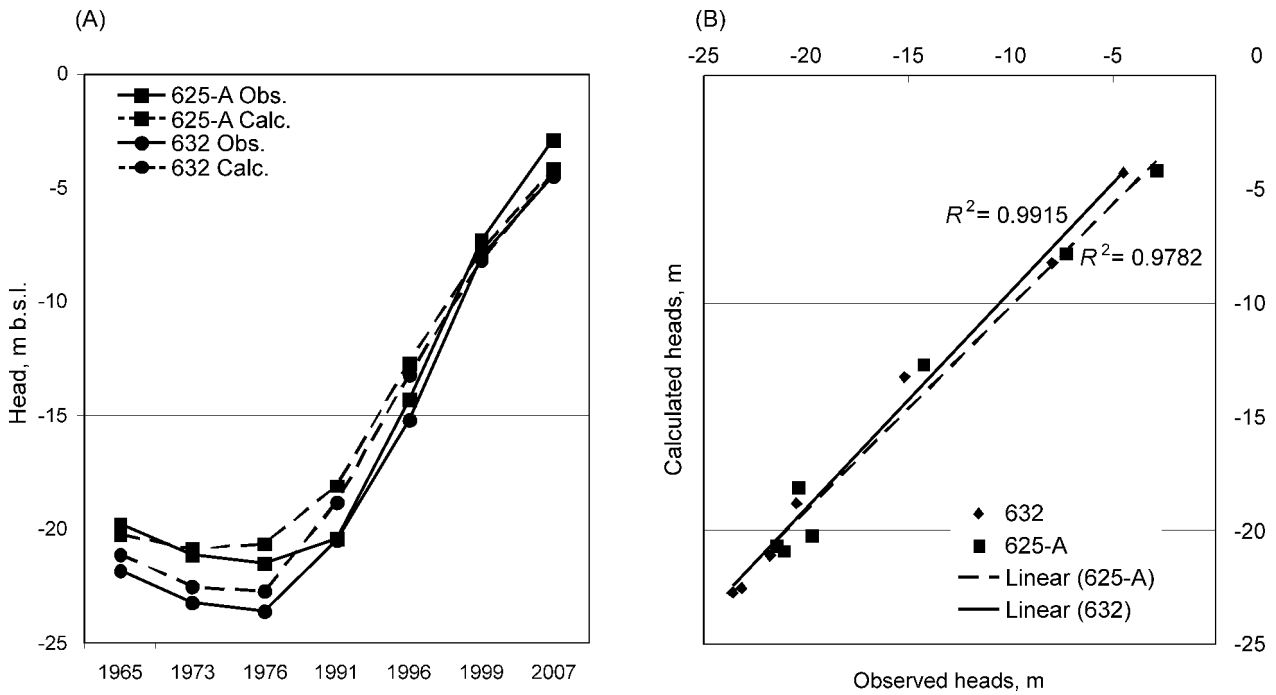 (A)
0
-5
-10
-15
-20
-25
Head, m b.s.l.
625-A Obs.
625-A Calc.
632 Obs.
632 Calc.
1965 1973 1976 1991 1996 1999 2007
(B)
-25 -20 -15 -10 -5 0
-5
-10
-15
-20
-25
Calculated heads, m
R² = 0.9915
R² = 0.9782
632
625-A
Linear (625-A)
Linear (632)
Observed heads, m